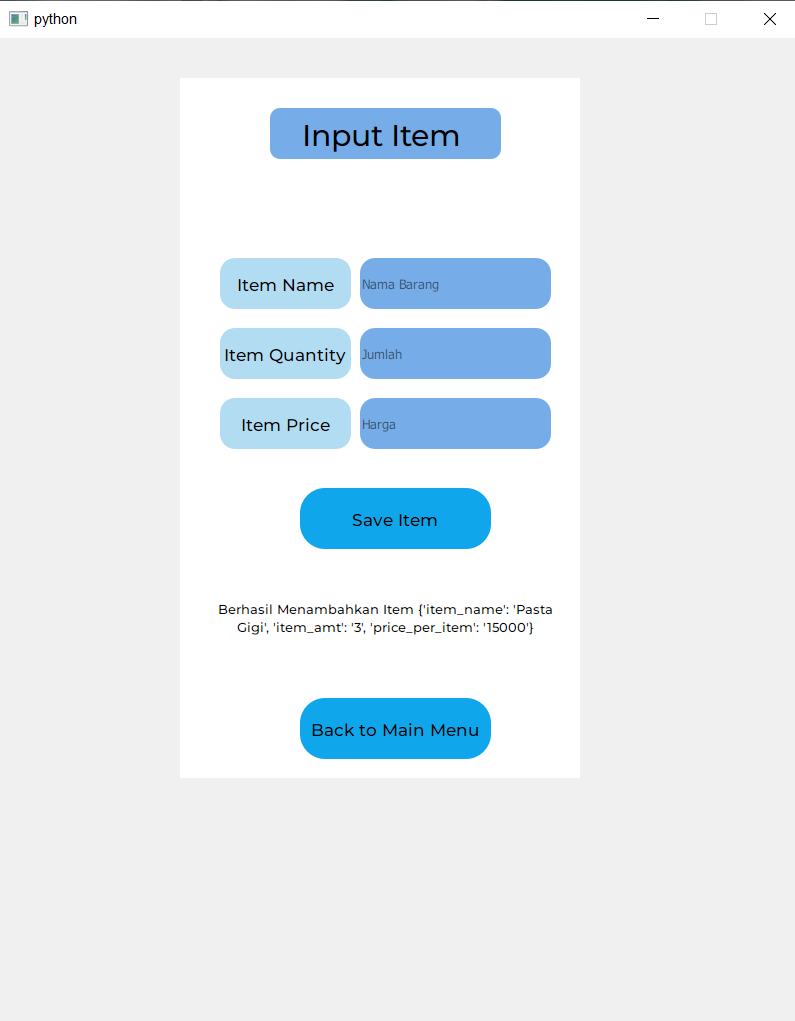 python
Input Item
Item Name
Nama Barang
Item Quantity
Jumlah
Item Price
Harga
Save Item
Berhasil Menambahkan Item {'item_name': 'Pasta
Gigi', 'item_amt': '3', 'price_per_item': '15000'}
Back to Main Menu